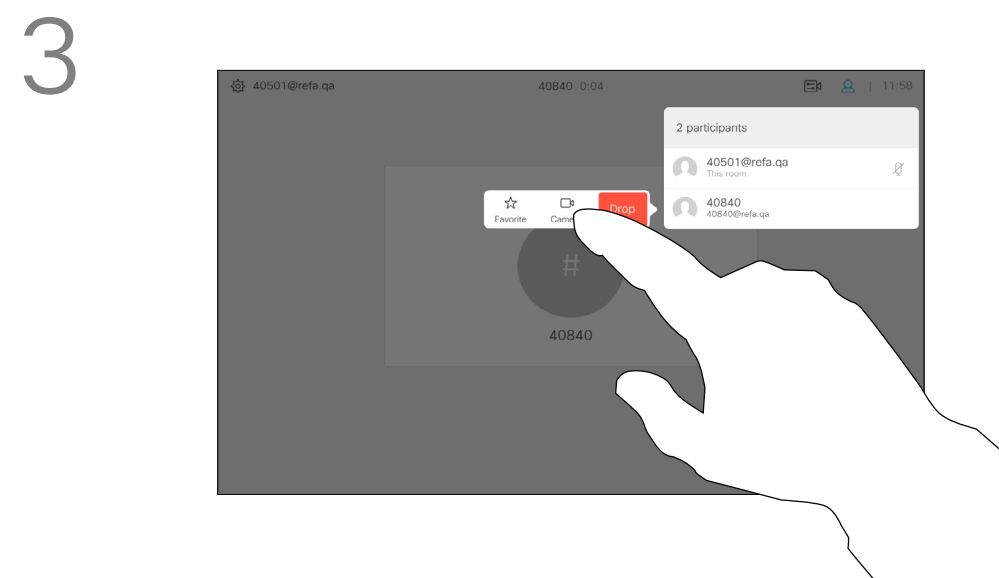 3
40501@refa.qa
40840 0:04
| 11:58
2 participants
40501@refa.qa
This room
40840
40840@refa.qa
Favorite
Drop
#
40840